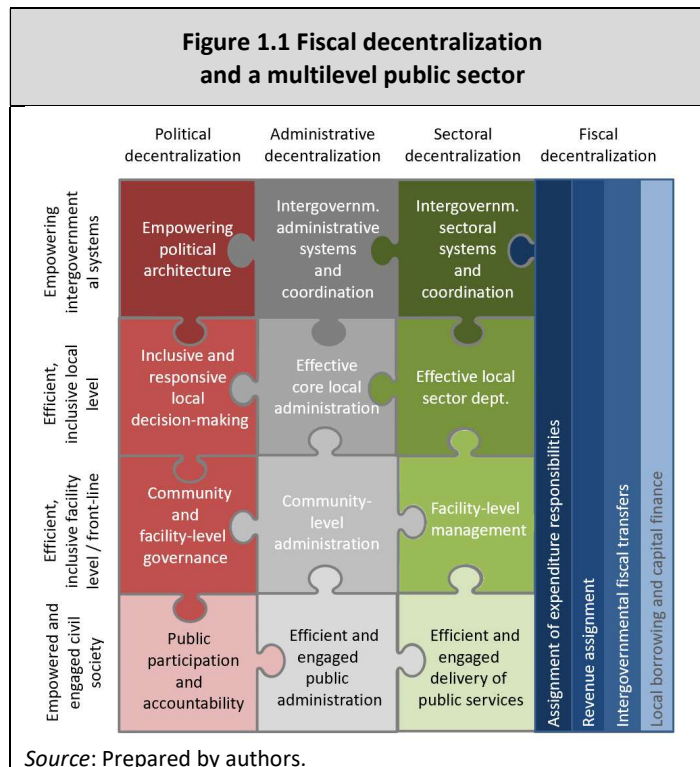 Figure 1.1 Fiscal decentralization
and a multilevel public sector
Political
decentralization
Administrative
decentralization
Sectoral
decentralization
Fiscal
decentralization
Empowering
intergovernment
al systems
Empowering
political
architecture
Intergovernm.
administrative
systems
and
coordination
Intergovernm.
sectoral
systems
and
coordination
Efficient,
inclusive local
level
Inclusive and
responsive
local
decision-making
Effective
core local
administration
Effective local
sector dept.
Efficient,
inclusive facility
level / front-line
Community
and
facility-level
governance
Community-
level
administration
Facility-level
management
Empowered and
engaged civil
society
Public
participation
and
accountability
Efficient and
engaged
public
administration
Efficient and
engaged
delivery of
public services
Assignment of expenditure responsibilities
Revenue assignment
Intergovernmental fiscal transfers
Local borrowing and capital finance
Source: Prepared by authors.